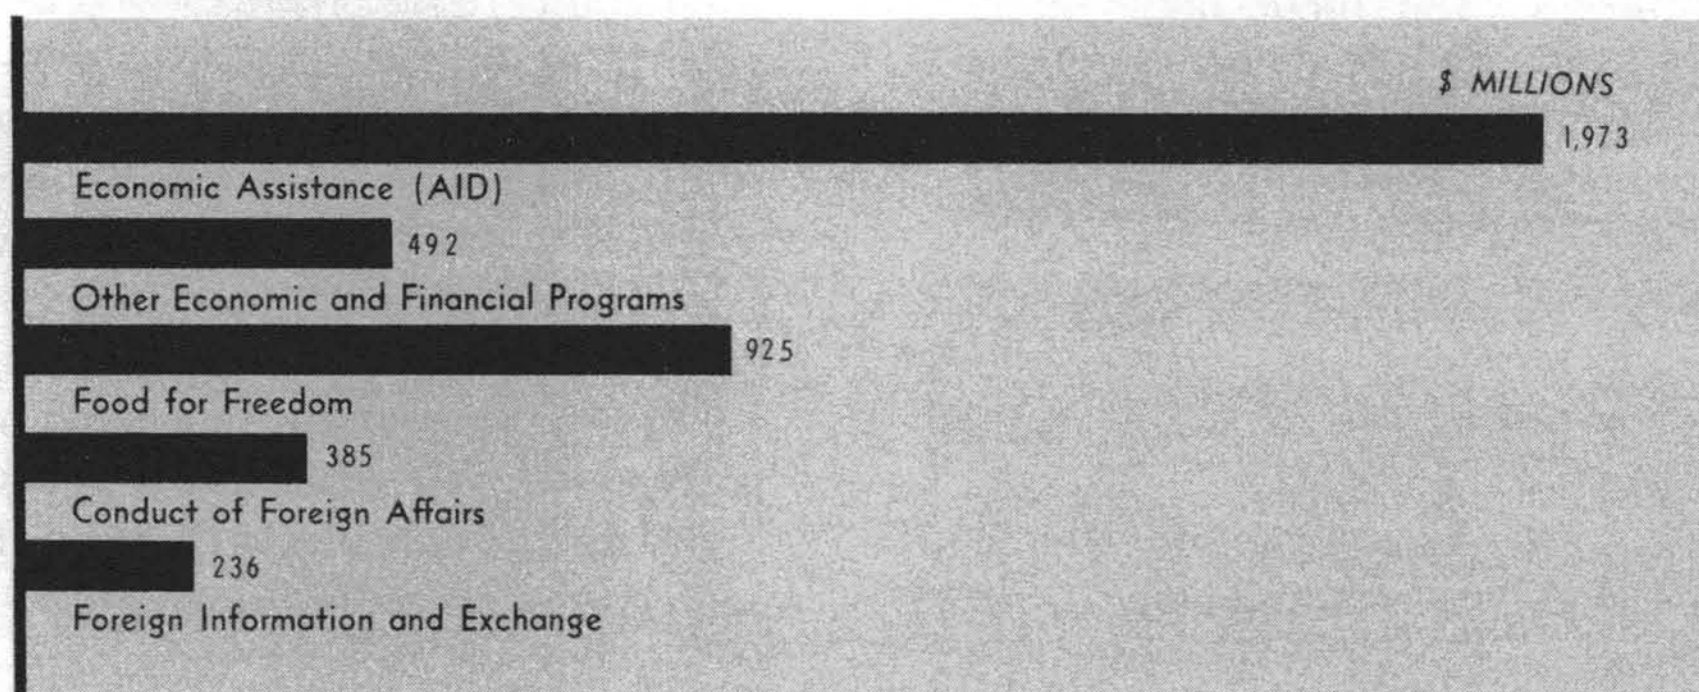 $ MILLIONS
1,973
Economic Assistance (AID)
492
Other Economic and Financial Programs
925
Food for Freedom
385
Conduct of Foreign Affairs
236
Foreign Information and Exchange